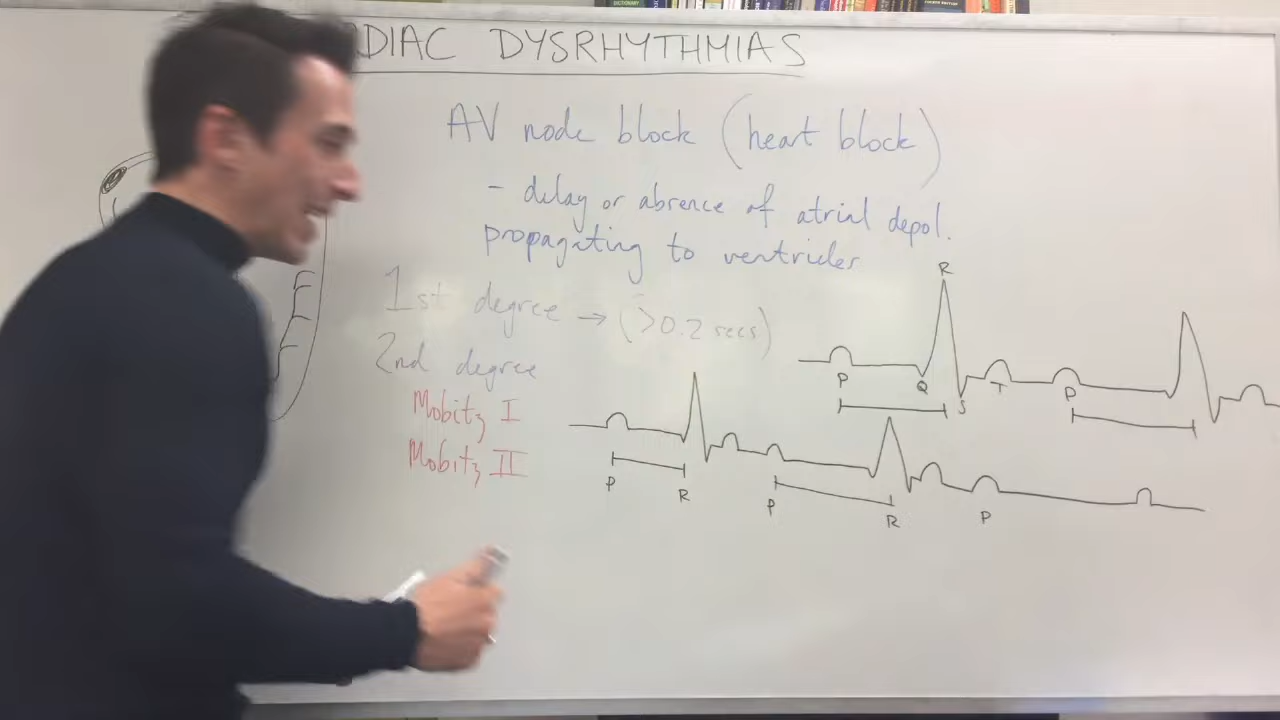 DIAC DYSRHYTHMIAS
AV node block (heart block)
- delay or absence of atrial depol.
propagating to ventricles
1st degree → (>0.2 secs)
2nd degree
Mobitz I
Mobitz II
R
P Q S T P
P R P R P
DICTIONARY